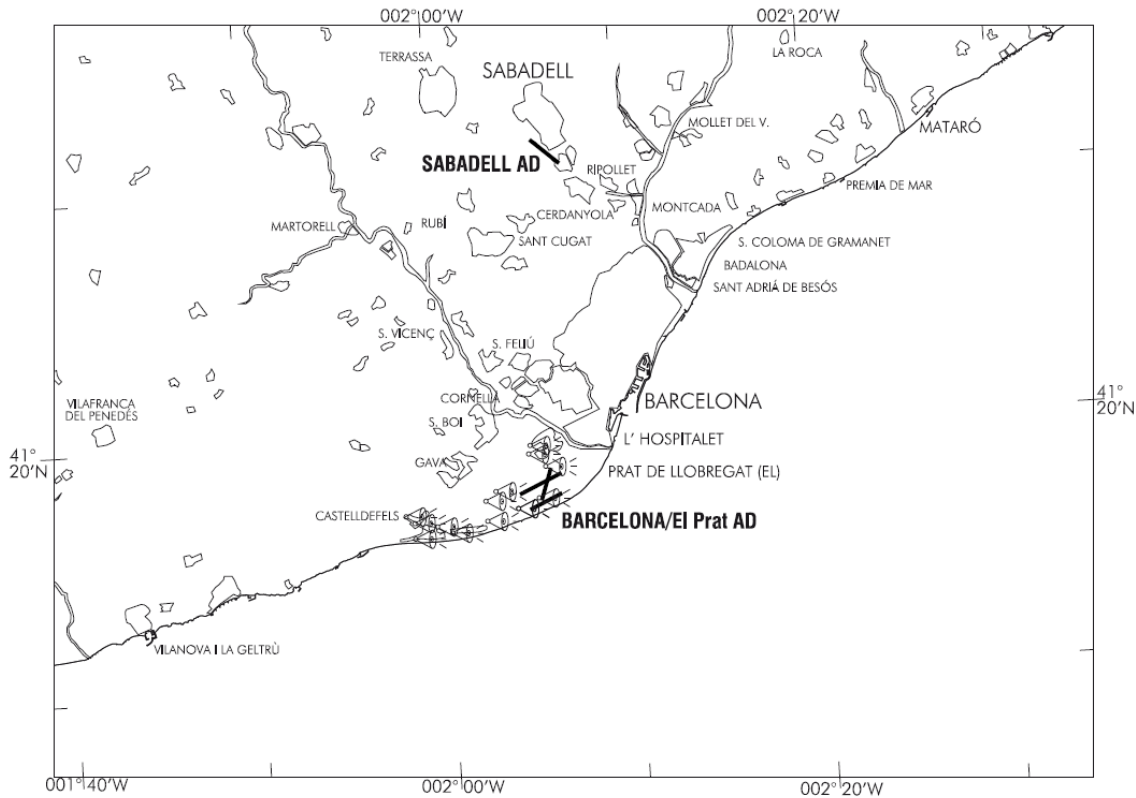 002° 00'W
002° 20'W
LA ROCA
TERRASSA
SABADELL
MOLLET DEL V.
MATARÓ
SABADELL AD
RIPOLLET
PREMIA DE MAR
MONTCADA
CERDANYOLA
MARTORELL
RUBÍ
SANT CUGAT
S. COLOMA DE GRAMANET
BADALONA
SANT ADRIÁ DE BESÓS
S. VICENÇ
S. FELIÚ
CORNELLA
BARCELONA
41°
20'N
VILAFRANCA
DEL PENEDÉS
S. BOI
L' HOSPITALET
41°
20'N
GAVA
PRAT DE LLOBREGAT (EL)
CASTELLDEFELS
BARCELONA/El Prat AD
VILANOVA I LA GELTRÙ
001° 40'W
002° 00'W
002° 20'W